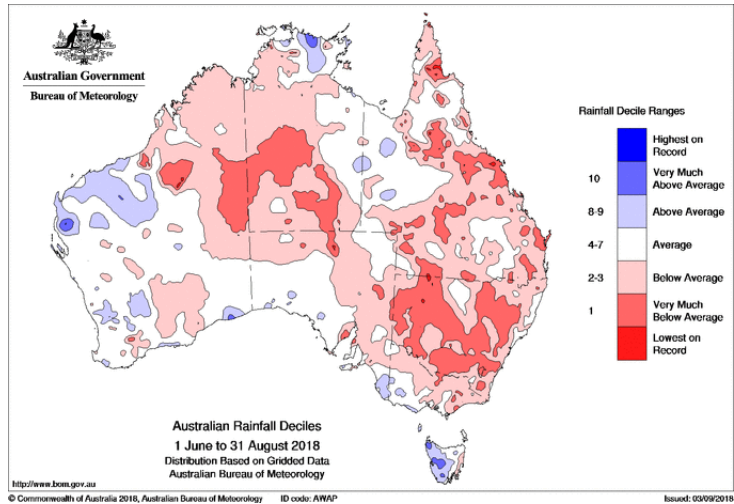 Australian Government
Bureau of Meteorology
Rainfall Decile Ranges
Highest on
Record
10
Very Much
Above Average
8-9
Above Average
4-7
Average
2-3
Below Average
1
Very Much
Below Average
Lowest on
Record
Australian Rainfall Deciles
1 June to 31 August 2018
Distribution Based on Gridded Data
Australian Bureau of Meteorology
http://www.bom.gov.au
© Commonwealth of Australia 2018, Australian Bureau of Meteorology
ID code: AWAP
Issued: 03/09/2018